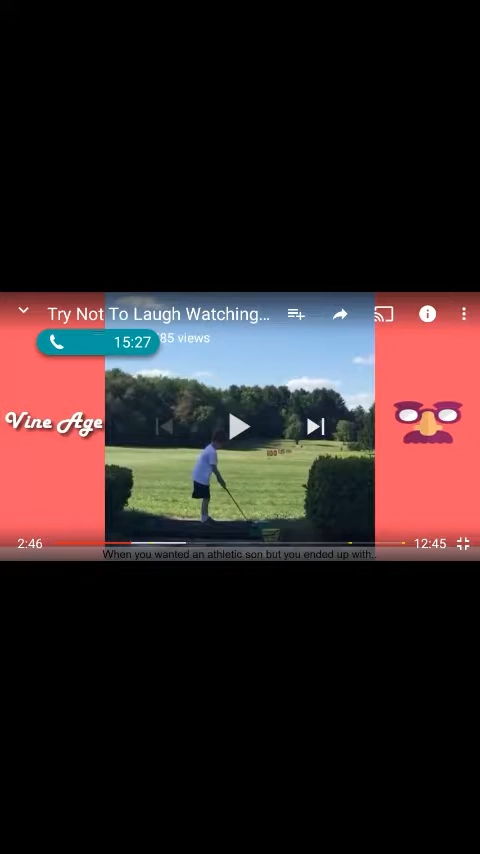 Try Not To Laugh Watching...
15:27
85 views
Vine Age
2:46
12:45
When you wanted an athletic son but you ended up with..